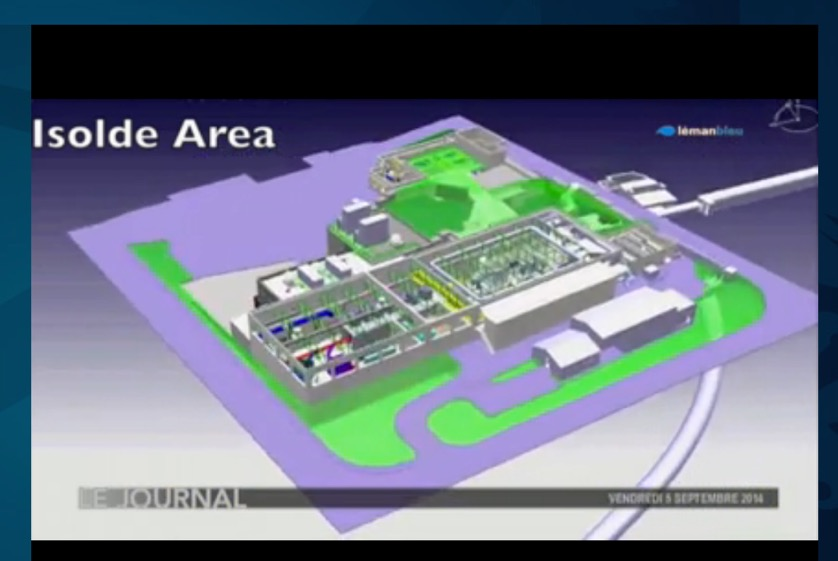 Isolde Area
lémanbleu
LE JOURNAL
VENDREDI 5 SEPTEMBRE 2014